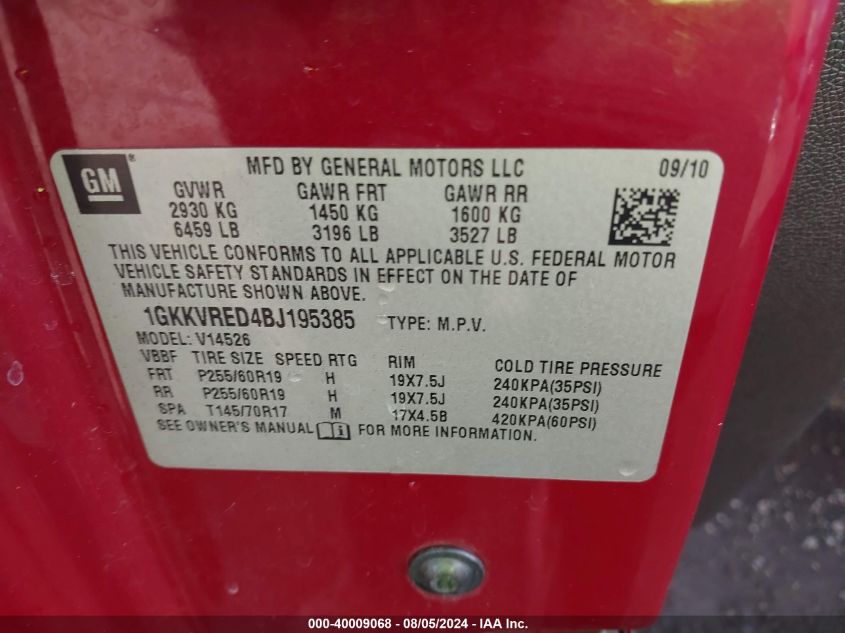 GM® MFD BY GENERAL MOTORS LLC 09/10
GVWR GAWR FRT GAWR RR
2930 KG 1450 KG 1600 KG
6459 LB 3196 LB 3527 LB
THIS VEHICLE CONFORMS TO ALL APPLICABLE U.S. FEDERAL MOTOR
VEHICLE SAFETY STANDARDS IN EFFECT ON THE DATE OF
MANUFACTURE SHOWN ABOVE.
1GKKVRED4BJ195385 TYPE: M.P.V.
MODEL: V14526
VBBF TIRE SIZE SPEED RTG RIM COLD TIRE PRESSURE
FRT P255/60R19 H 19X7.5J 240KPA(35PSI)
RR P255/60R19 H 19X7.5J 240KPA(35PSI)
SPA T145/70R17 M 17X4.5B 420KPA(60PSI)
SEE OWNER'S MANUAL i FOR MORE INFORMATION.
000-40009068 - 08/05/2024 - IAA Inc.